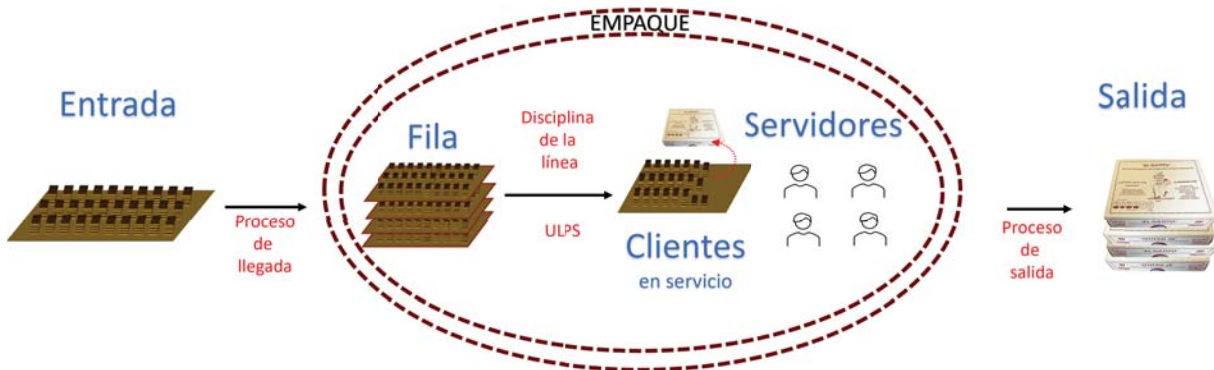 EMPAQUE
Entrada
Proceso
de
llegada
Fila
Disciplina
de la
línea
ULPS
Clientes
en servicio
Servidores
Proceso
de
salida
Salida